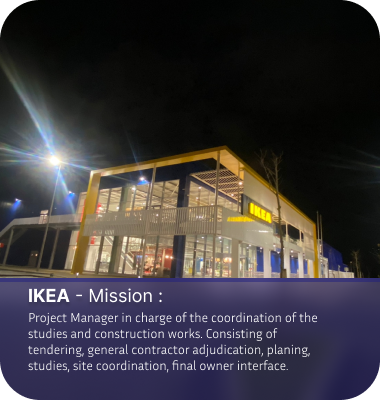 IKEA
IKEA - Mission :
Project Manager in charge of the coordination of the
studies and construction works. Consisting of
tendering, general contractor adjudication, planing,
studies, site coordination, final owner interface.